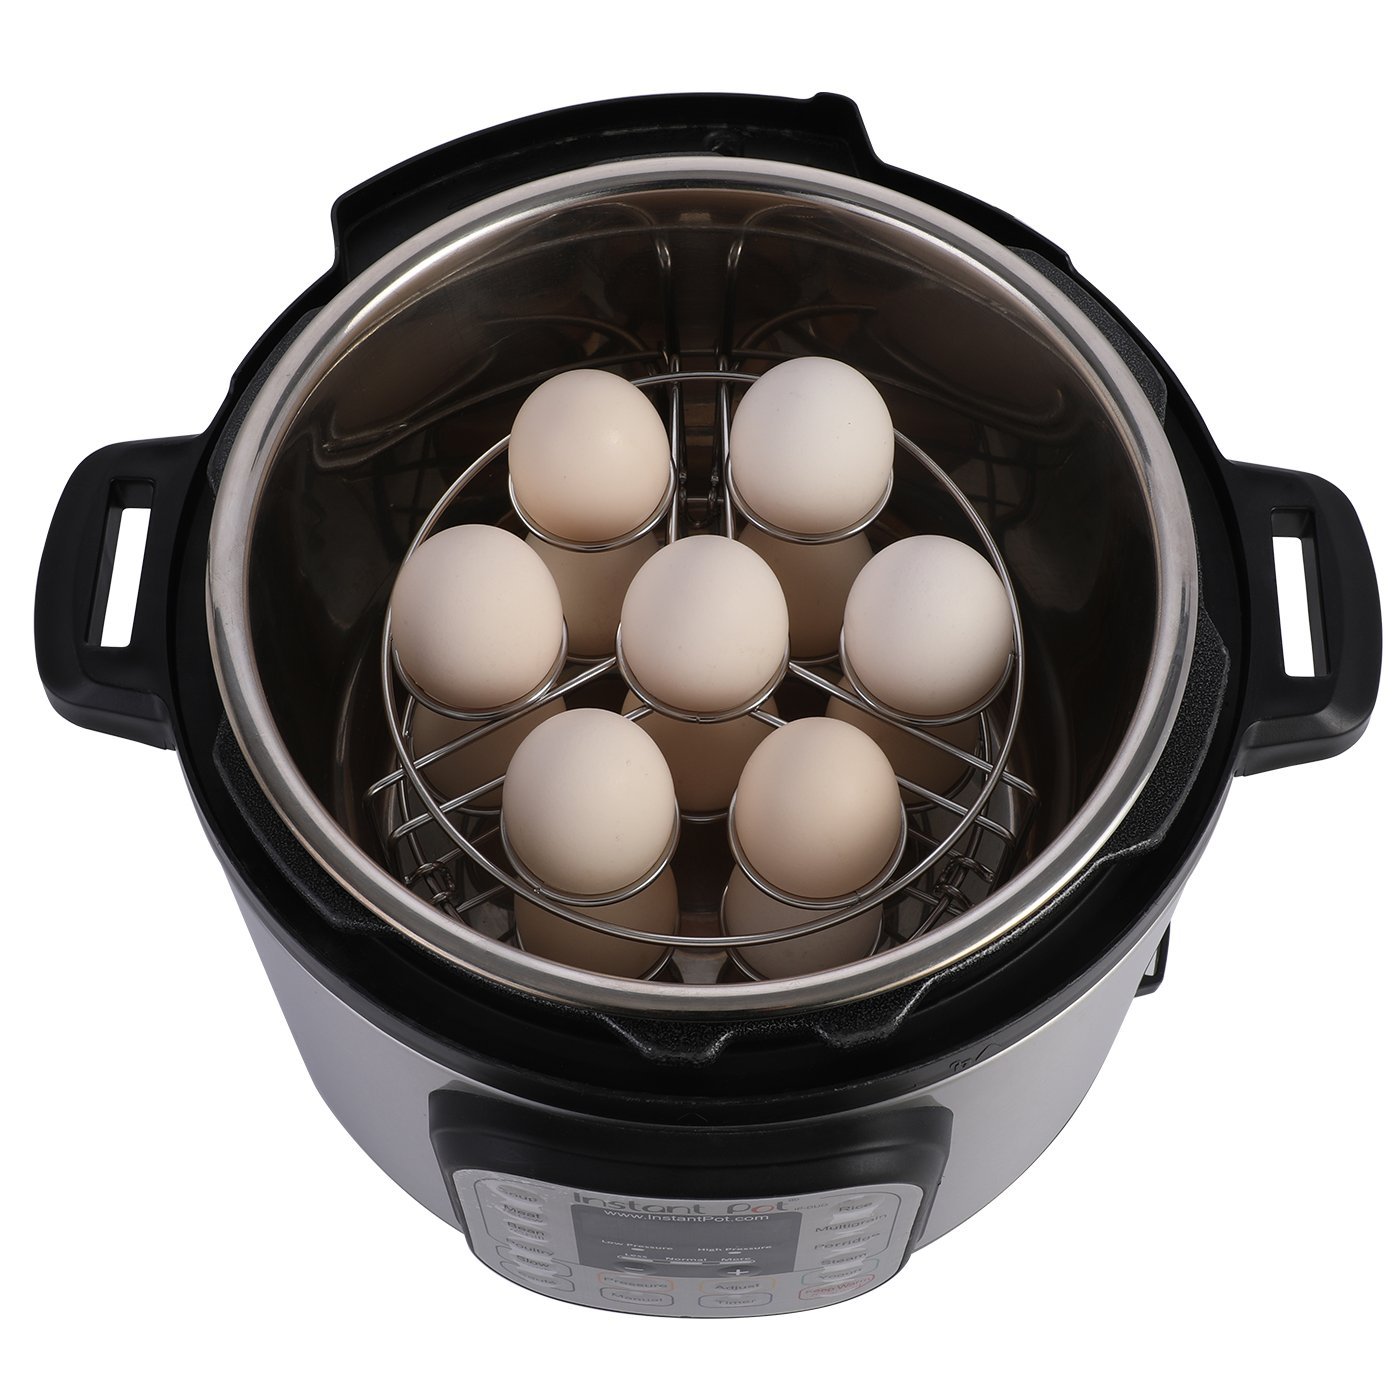 Instant Pot®
www.InstantPot.com
Soup
Meat
Bean
Poultry
Slow
Rice
Multigrain
Porridge
Steam
Yogurt
Keep Warm
Low Pressure High Pressure
Less Normal More
- +
Pressure Adjust
Manual Timer